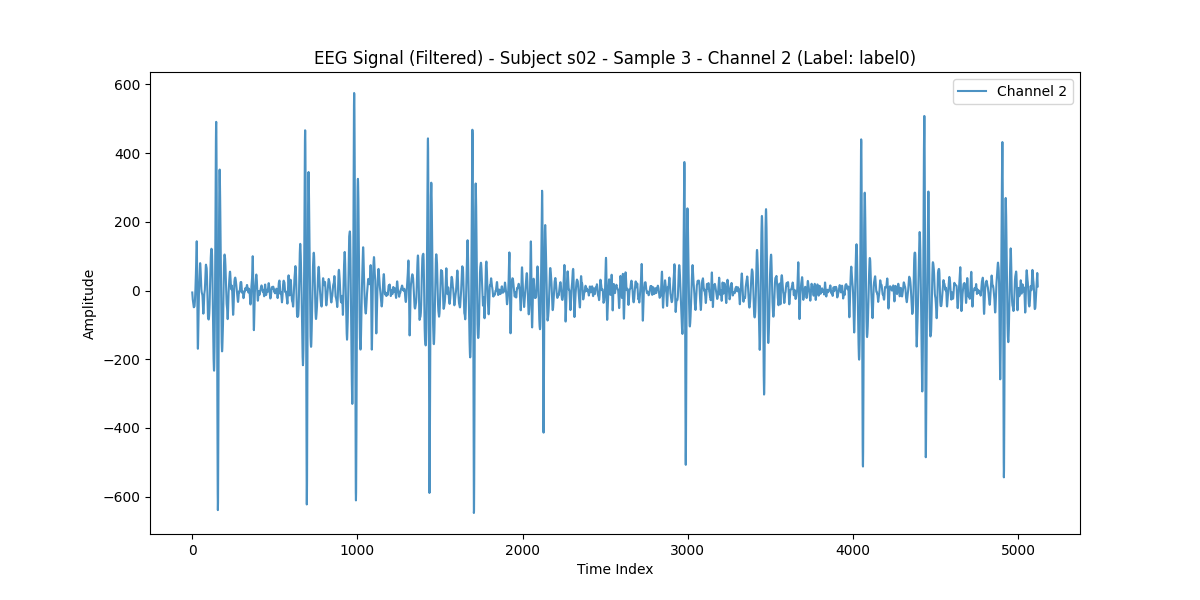 EEG Signal (Filtered) - Subject s02 - Sample 3 - Channel 2 (Label: label0)
Channel 2
600
400
200
0
−200
−400
−600
Amplitude
0 1000 2000 3000 4000 5000
Time Index